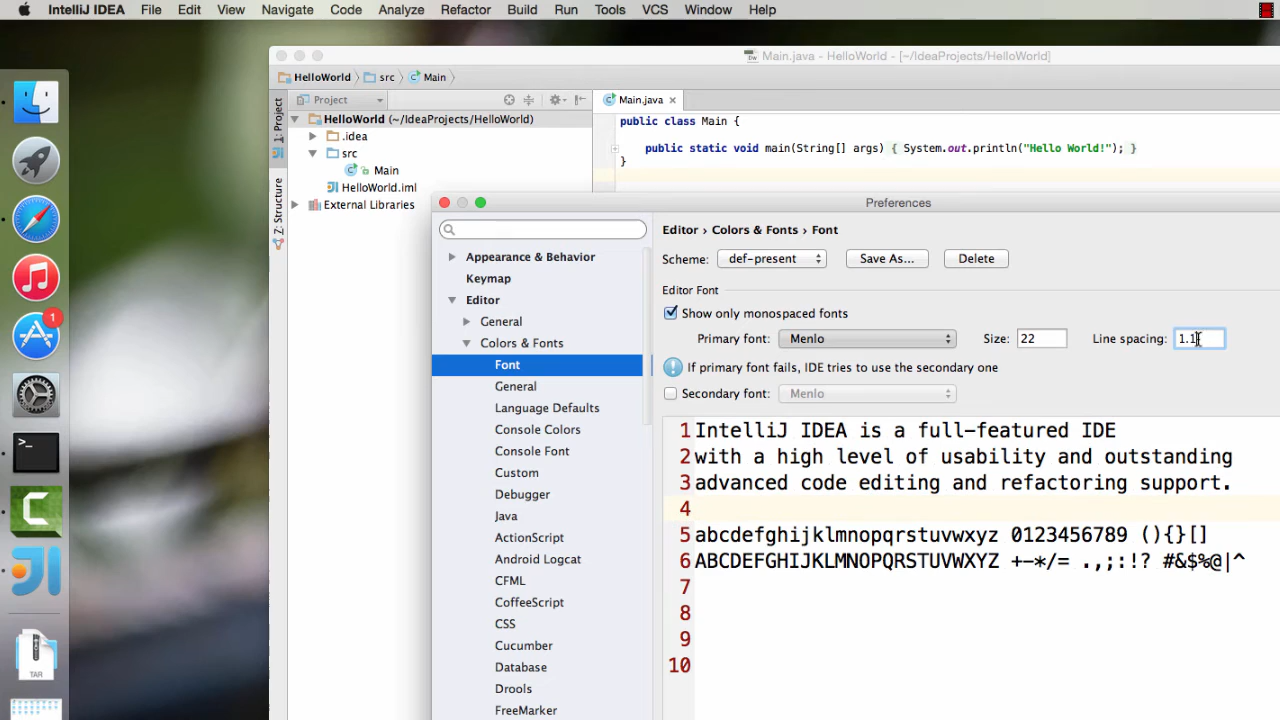 IntelliJ IDEA File Edit View Navigate Code Analyze Refactor Build Run Tools VCS Window Help
Main.java - HelloWorld - [~/IdeaProjects/HelloWorld]
HelloWorld src Main
Project
Main.java
1: Project
Z: Structure
HelloWorld (~/IdeaProjects/HelloWorld)
.idea
src
Main
HelloWorld.iml
External Libraries
public class Main {
public static void main(String[] args) { System.out.println("Hello World!"); }
}
Preferences
Appearance & Behavior
Keymap
Editor
General
Colors & Fonts
Font
General
Language Defaults
Console Colors
Console Font
Custom
Debugger
Java
ActionScript
Android Logcat
CFML
CoffeeScript
CSS
Cucumber
Database
Drools
FreeMarker
Editor › Colors & Fonts › Font
Scheme: def-present Save As... Delete
Editor Font
Show only monospaced fonts
Primary font: Menlo Size: 22 Line spacing: 1.1
If primary font fails, IDE tries to use the secondary one
Secondary font: Menlo
1 IntelliJ IDEA is a full-featured IDE
2 with a high level of usability and outstanding
3 advanced code editing and refactoring support.
4
5 abcdefghijklmnopqrstuvwxyz 0123456789 (){}[]
6 ABCDEFGHIJKLMNOPQRSTUVWXYZ +-*/= .,;:!? #&$%@|^
7
8
9
10
1
>_
C
JI
TAR